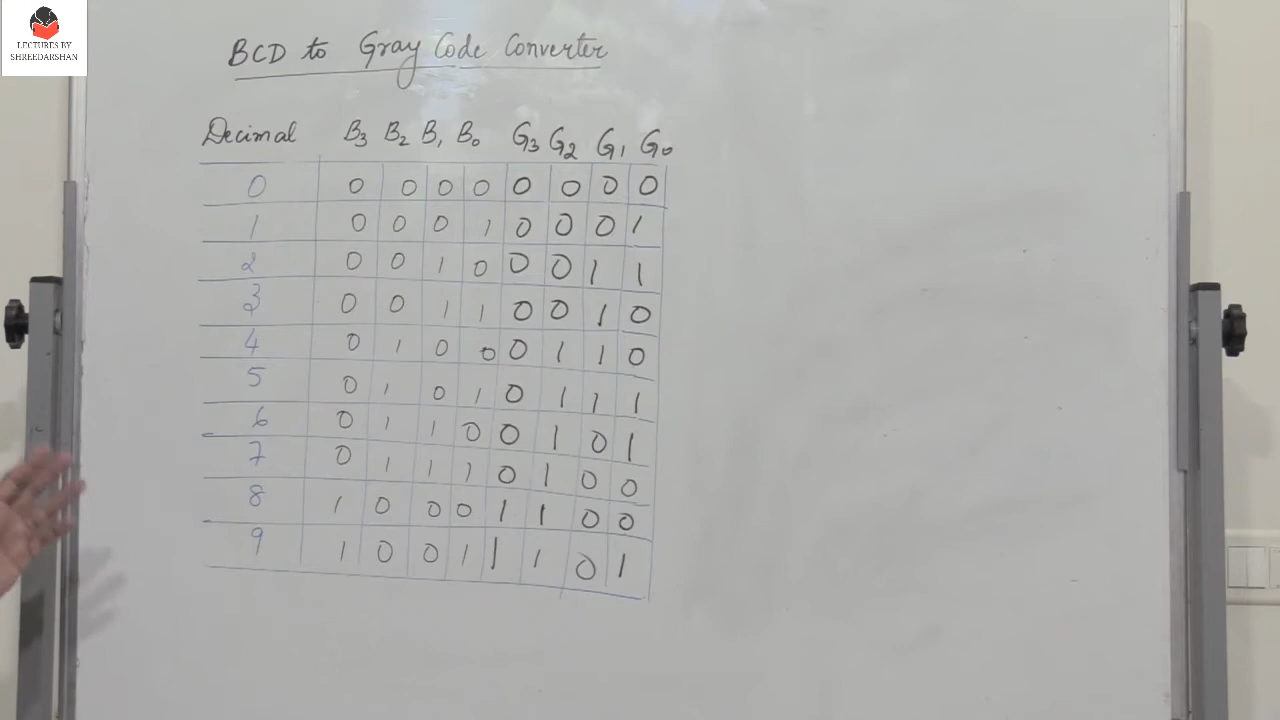 LECTURES BY
SHREEDARSHAN
BCD to Gray Code Converter
Decimal B₃ B₂ B₁ B₀ G₃ G₂ G₁ G₀
0 0 0 0 0 0 0 0 0
1 0 0 0 1 0 0 0 1
2 0 0 1 0 0 0 1 1
3 0 0 1 1 0 0 1 0
4 0 1 0 0 0 1 1 0
5 0 1 0 1 0 1 1 1
6 0 1 1 0 0 1 0 1
7 0 1 1 1 0 1 0 0
8 1 0 0 0 1 1 0 0
9 1 0 0 1 1 1 0 1